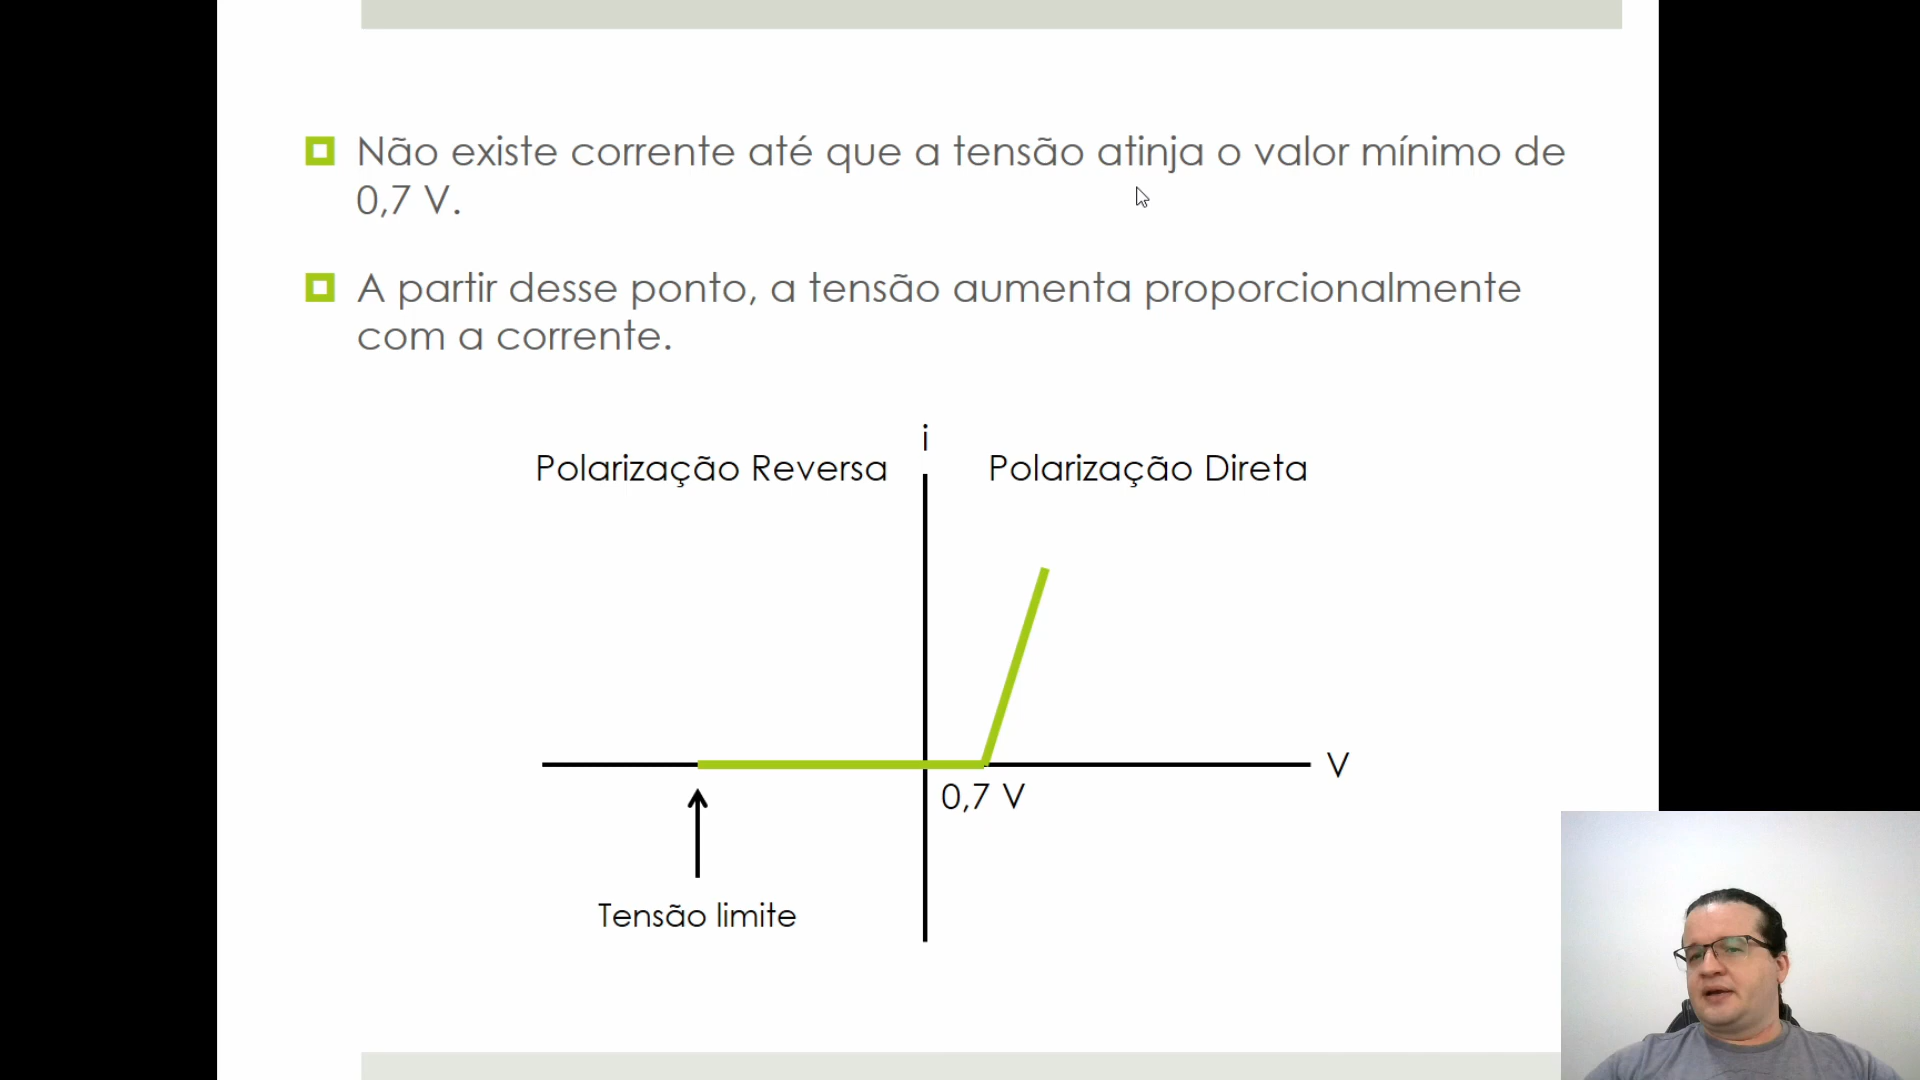 Não existe corrente até que a tensão atinja o valor mínimo de
0,7 V.
A partir desse ponto, a tensão aumenta proporcionalmente
com a corrente.
i
Polarização Reversa
Polarização Direta
V
0,7 V
Tensão limite